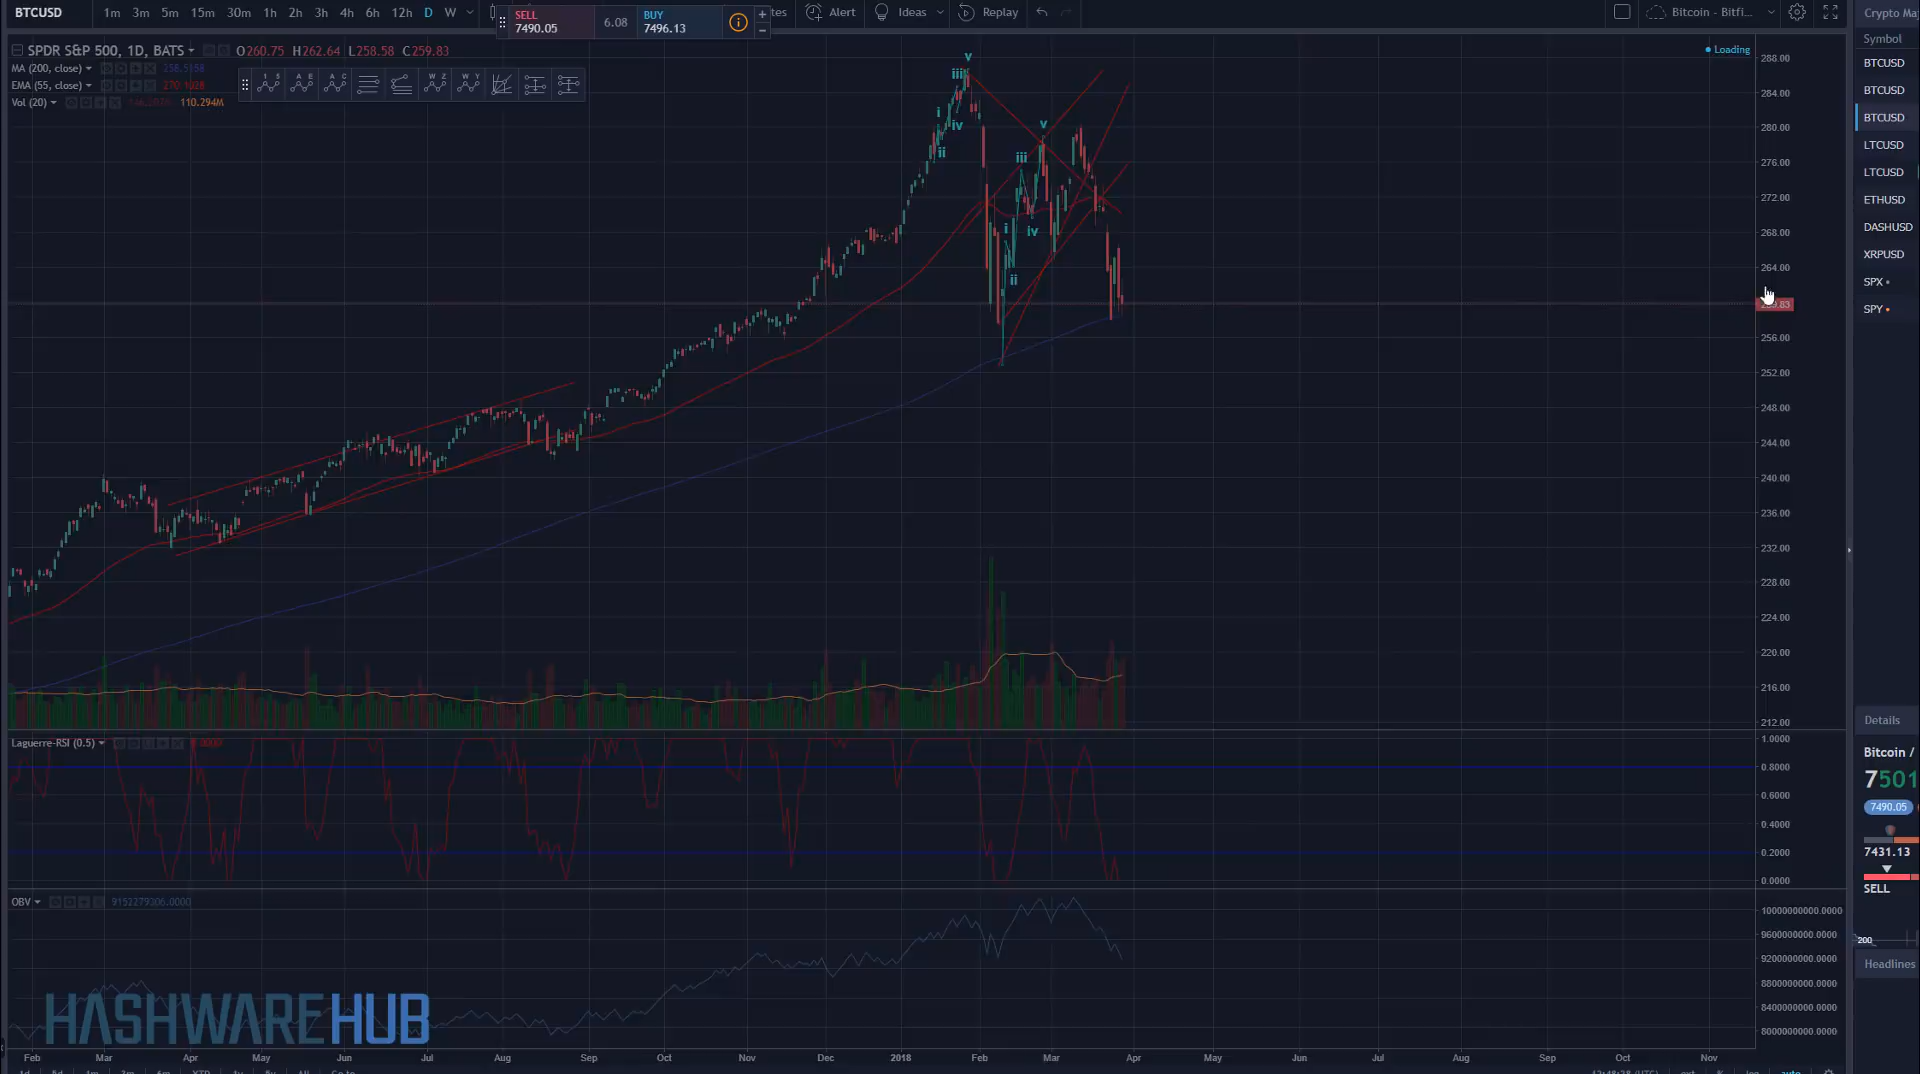 BTCUSD 1m 3m 5m 15m 30m 1h 2h 3h 4h 6h 12h D W
SELL 7490.05 6.08 BUY 7496.13
Alert Ideas Replay
Bitcoin - Bitfi...
SPDR S&P 500, 1D, BATS O260.75 H262.64 L258.58 C259.83
MA (200, close)
EMA (55, close)
Vol (20) 110.294M
Loading
i ii iii iv v
i ii iii iv v
288.00
284.00
280.00
276.00
272.00
268.00
264.00
256.00
252.00
248.00
244.00
240.00
236.00
232.00
228.00
224.00
220.00
216.00
212.00
Laguerre-RSI (0.5)
1.0000
0.8000
0.6000
0.4000
0.2000
0.0000
OBV
10000000000.0000
9600000000.0000
9200000000.0000
8800000000.0000
8400000000.0000
8000000000.0000
HASHWAREHUB
Feb Mar Apr May Jun Jul Aug Sep Oct Nov Dec 2018 Feb Mar Apr May Jun Jul Aug Sep Oct Nov
Symbol
BTCUSD
BTCUSD
BTCUSD
LTCUSD
LTCUSD
ETHUSD
DASHUSD
XRPUSD
SPX
SPY
Details
Bitcoin /
7501
7490.05
7431.13
SELL
200
Headlines